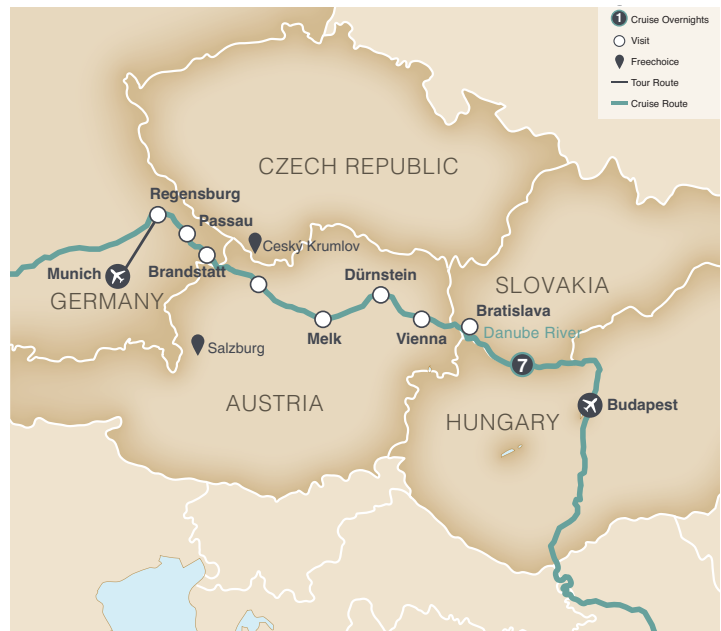 1 Cruise Overnights
Visit
Freechoice
Tour Route
Cruise Route
CZECH REPUBLIC
Regensburg
Passau
Cesky Krumlov
Munich
Brandstatt
GERMANY
Dürnstein
SLOVAKIA
Bratislava
Danube River
Melk
Vienna
Salzburg
7
AUSTRIA
HUNGARY
Budapest